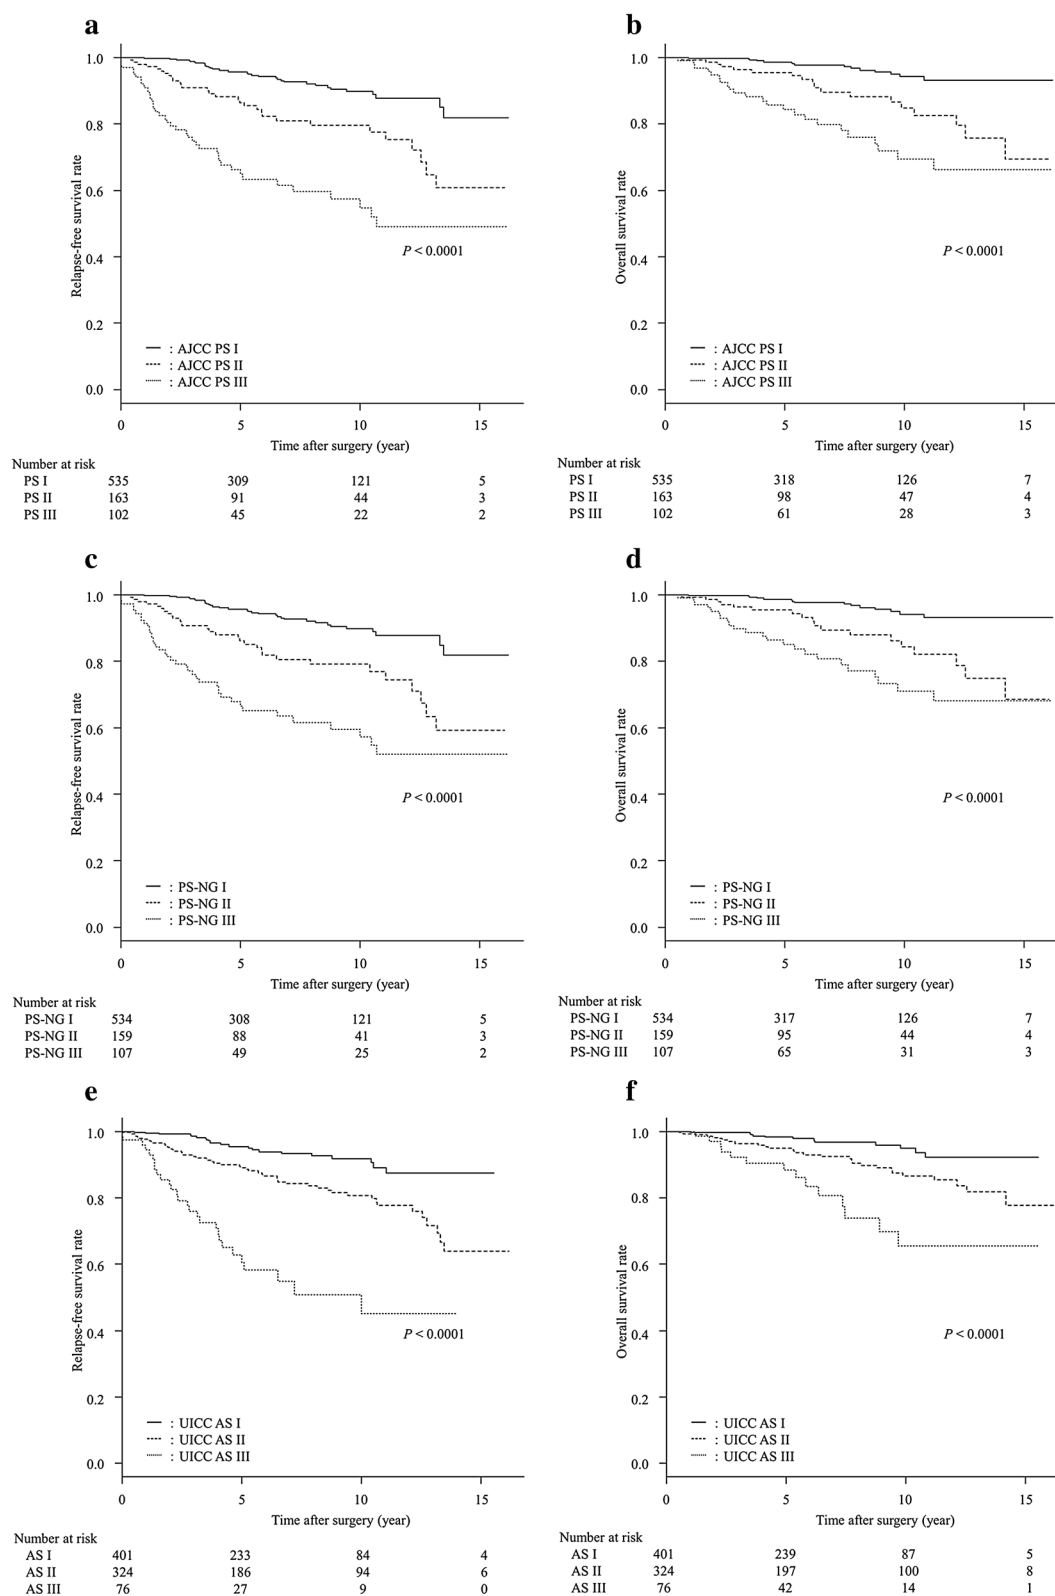 a
1.0
0.8
0.6
0.4
0.2
0.0
Relapse-free survival rate
P < 0.0001
: AJCC PS I
: AJCC PS II
: AJCC PS III
0 5 10 15
Time after surgery (year)
Number at risk
PS I 535 309 121 5
PS II 163 91 44 3
PS III 102 45 22 2
b
1.0
0.8
0.6
0.4
0.2
0.0
Overall survival rate
P < 0.0001
: AJCC PS I
: AJCC PS II
: AJCC PS III
0 5 10 15
Time after surgery (year)
Number at risk
PS I 535 318 126 7
PS II 163 98 47 4
PS III 102 61 28 3
c
1.0
0.8
0.6
0.4
0.2
0.0
Relapse-free survival rate
P < 0.0001
: PS-NG I
: PS-NG II
: PS-NG III
0 5 10 15
Time after surgery (year)
Number at risk
PS-NG I 534 308 121 5
PS-NG II 159 88 41 3
PS-NG III 107 49 25 2
d
1.0
0.8
0.6
0.4
0.2
0.0
Overall survival rate
P < 0.0001
: PS-NG I
: PS-NG II
: PS-NG III
0 5 10 15
Time after surgery (year)
Number at risk
PS-NG I 534 317 126 7
PS-NG II 159 95 44 4
PS-NG III 107 65 31 3
e
1.0
0.8
0.6
0.4
0.2
0.0
Relapse-free survival rate
P < 0.0001
: UICC AS I
: UICC AS II
: UICC AS III
0 5 10 15
Time after surgery (year)
Number at risk
AS I 401 233 84 4
AS II 324 186 94 6
AS III 76 27 9 0
f
1.0
0.8
0.6
0.4
0.2
0.0
Overall survival rate
P < 0.0001
: UICC AS I
: UICC AS II
: UICC AS III
0 5 10 15
Time after surgery (year)
Number at risk
AS I 401 239 87 5
AS II 324 197 100 8
AS III 76 42 14 1